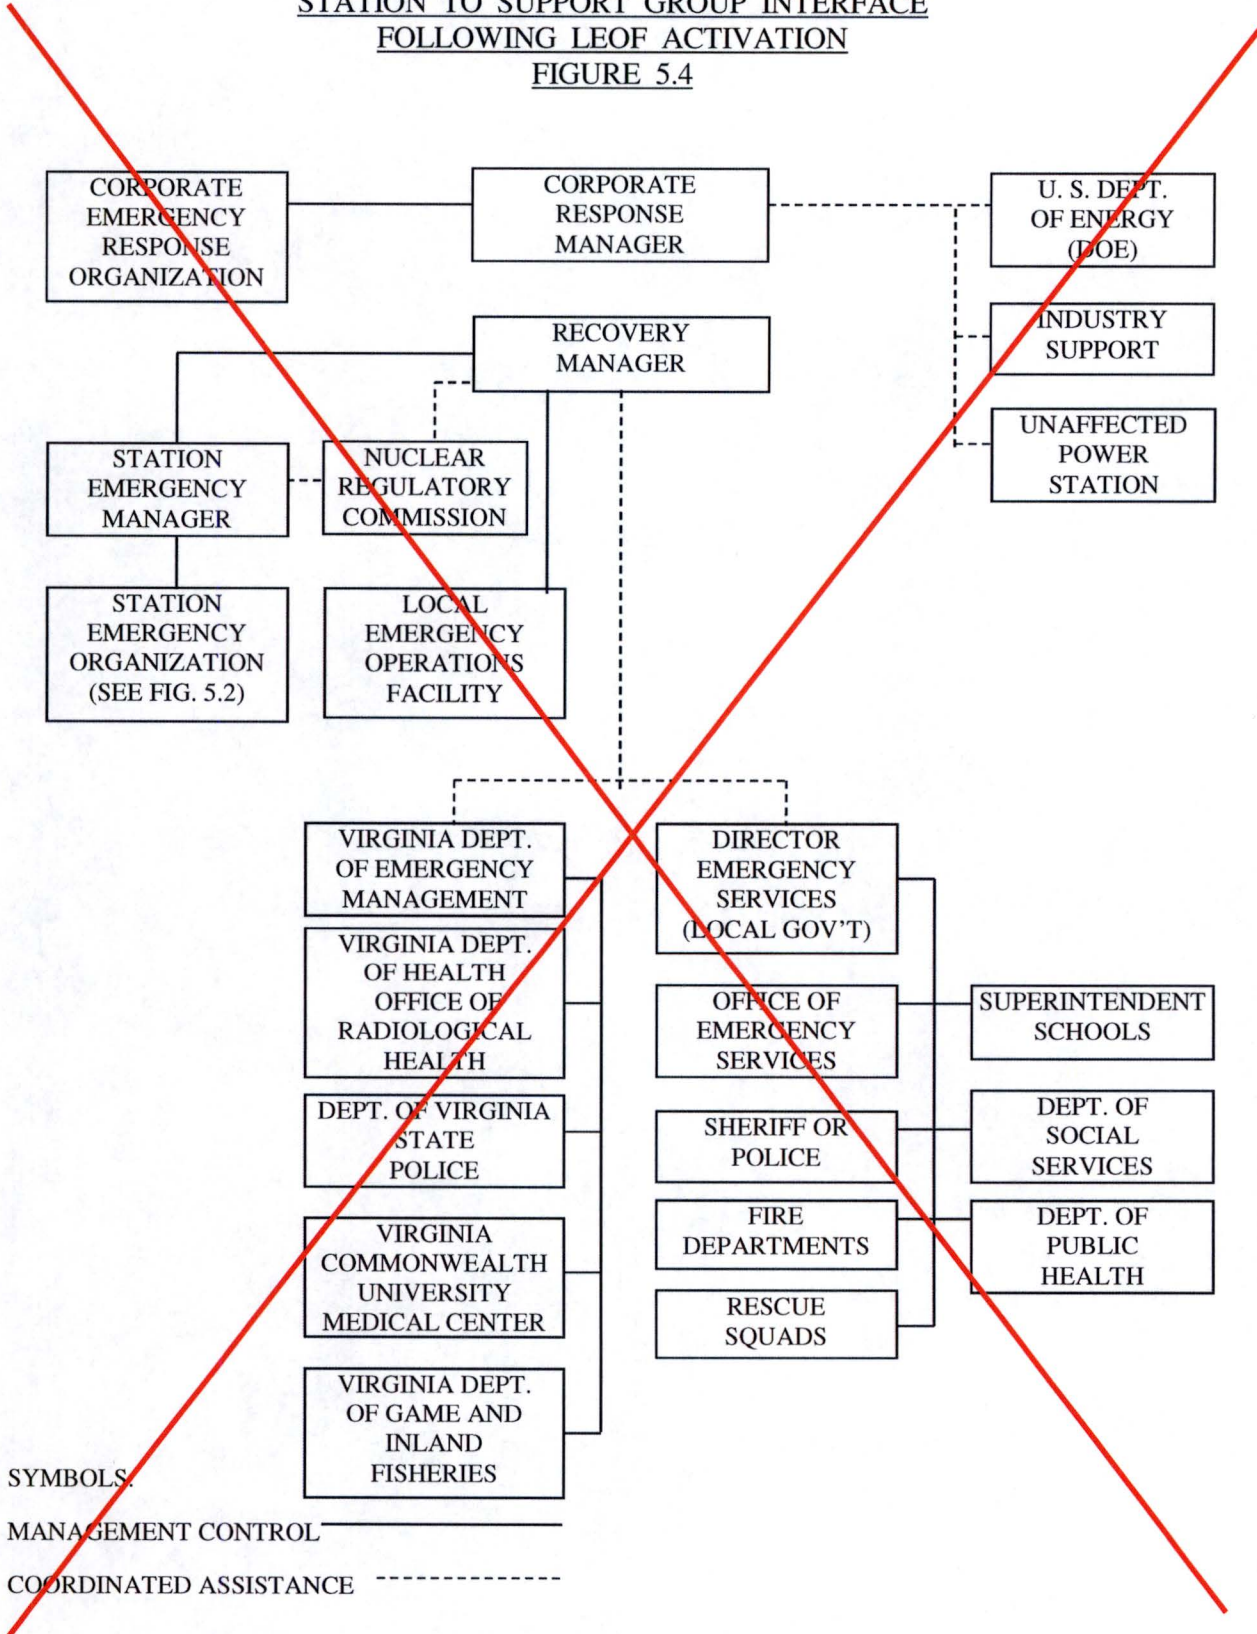 STATION TO SUPPORT GROUP INTERFACE
FOLLOWING LEOF ACTIVATION
FIGURE 5.4
CORPORATE
EMERGENCY
RESPONSE
ORGANIZATION
CORPORATE
RESPONSE
MANAGER
U. S. DEPT.
OF ENERGY
(DOE)
RECOVERY
MANAGER
INDUSTRY
SUPPORT
UNAFFECTED
POWER
STATION
STATION
EMERGENCY
MANAGER
NUCLEAR
REGULATORY
COMMISSION
STATION
EMERGENCY
ORGANIZATION
(SEE FIG. 5.2)
LOCAL
EMERGENCY
OPERATIONS
FACILITY
VIRGINIA DEPT.
OF EMERGENCY
MANAGEMENT
DIRECTOR
EMERGENCY
SERVICES
(LOCAL GOV'T)
VIRGINIA DEPT.
OF HEALTH
OFFICE OF
RADIOLOGICAL
HEALTH
OFFICE OF
EMERGENCY
SERVICES
SUPERINTENDENT
SCHOOLS
DEPT. OF VIRGINIA
STATE
POLICE
SHERIFF OR
POLICE
DEPT. OF
SOCIAL
SERVICES
VIRGINIA
COMMONWEALTH
UNIVERSITY
MEDICAL CENTER
FIRE
DEPARTMENTS
DEPT. OF
PUBLIC
HEALTH
RESCUE
SQUADS
VIRGINIA DEPT.
OF GAME AND
INLAND
FISHERIES
SYMBOLS:
MANAGEMENT CONTROL
COORDINATED ASSISTANCE